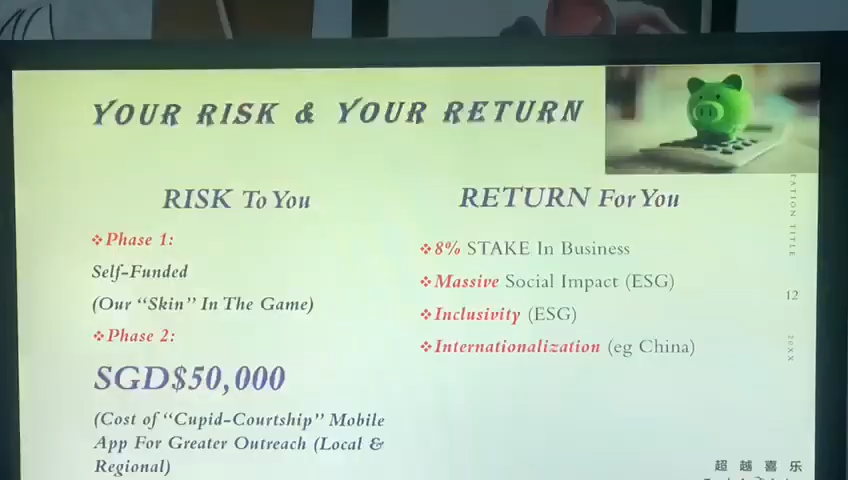 YOUR RISK & YOUR RETURN
RISK To You
❖Phase 1:
Self-Funded
(Our “Skin” In The Game)
❖Phase 2:
SGD$50,000
(Cost of “Cupid-Courtship” Mobile
App For Greater Outreach (Local &
Regional)
RETURN For You
❖8% STAKE In Business
❖Massive Social Impact (ESG)
❖Inclusivity (ESG)
❖Internationalization (eg China)
TITLE
12
20XX
超越喜乐